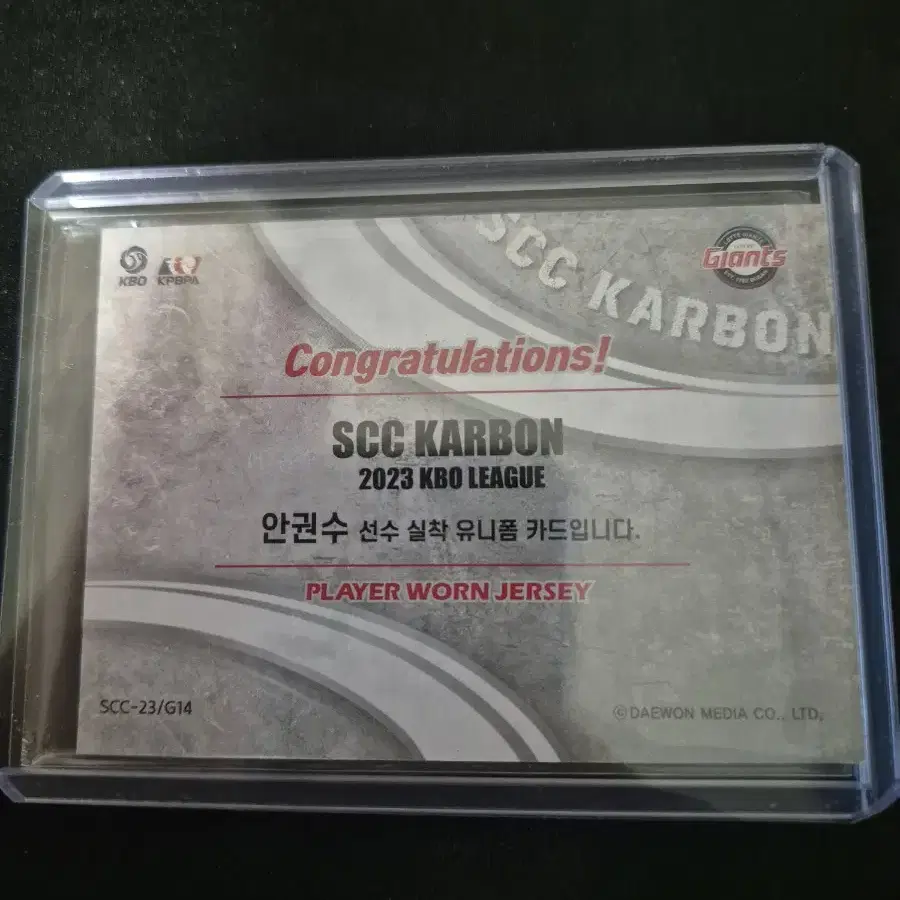 KBO KPBPA
Giants
SCC KARBON
Congratulations!
SCC KARBON
2023 KBO LEAGUE
안권수 선수 실착 유니폼 카드입니다.
PLAYER WORN JERSEY
SCC-23/G14
©DAEWON MEDIA CO., LTD.